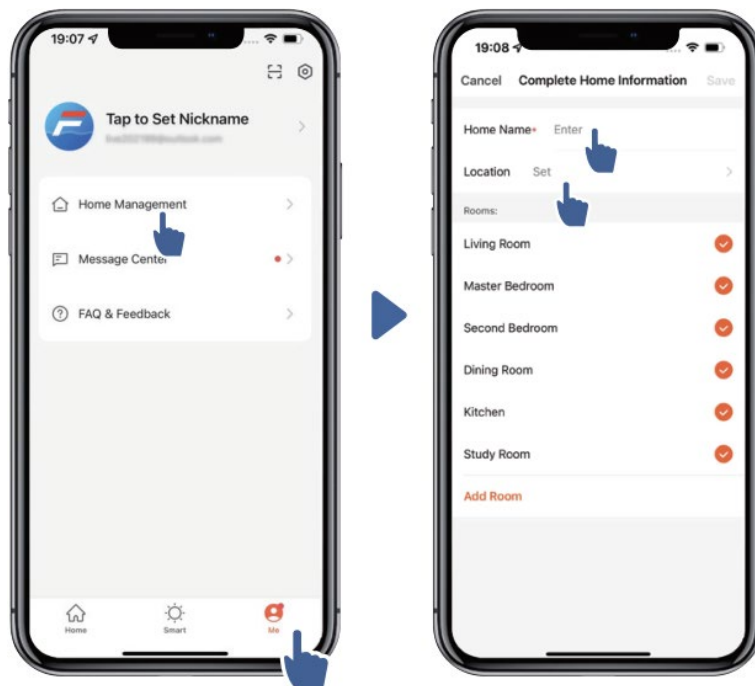 19:07
Tap to Set Nickname
Home Management
Message Center
FAQ & Feedback
Home
Smart
Me
19:08
Cancel
Complete Home Information
Save
Home Name*
Enter
Location
Set
Rooms:
Living Room
Master Bedroom
Second Bedroom
Dining Room
Kitchen
Study Room
Add Room